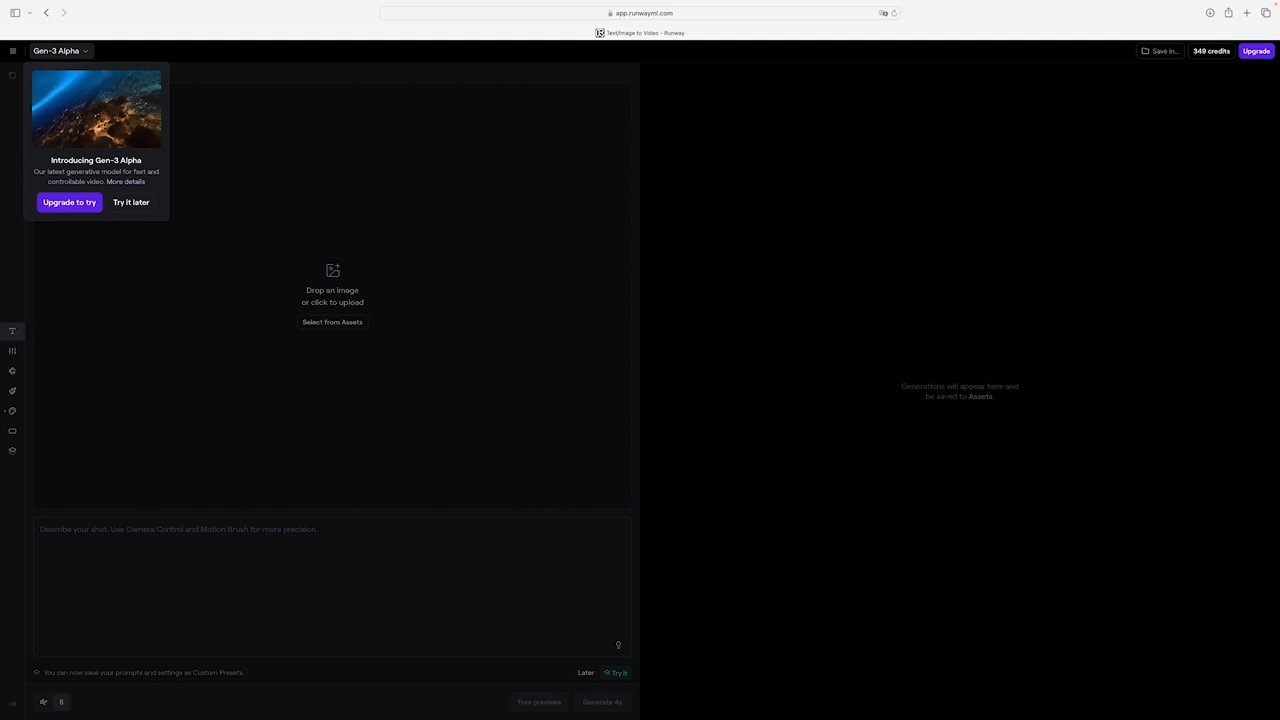 app.runwayml.com
Text/Image to Video - Runway
Gen-3 Alpha
Save in...
349 credits
Upgrade
Introducing Gen-3 Alpha
Our latest generative model for fast and
controllable video. More details
Upgrade to try
Try it later
Drop an image
or click to upload
Select from Assets
Generations will appear here and
be saved to Assets.
Describe your shot. Use Camera Control and Motion Brush for more precision.
You can now save your prompts and settings as Custom Presets.
Later
Try it
5
Free previews
Generate 4s